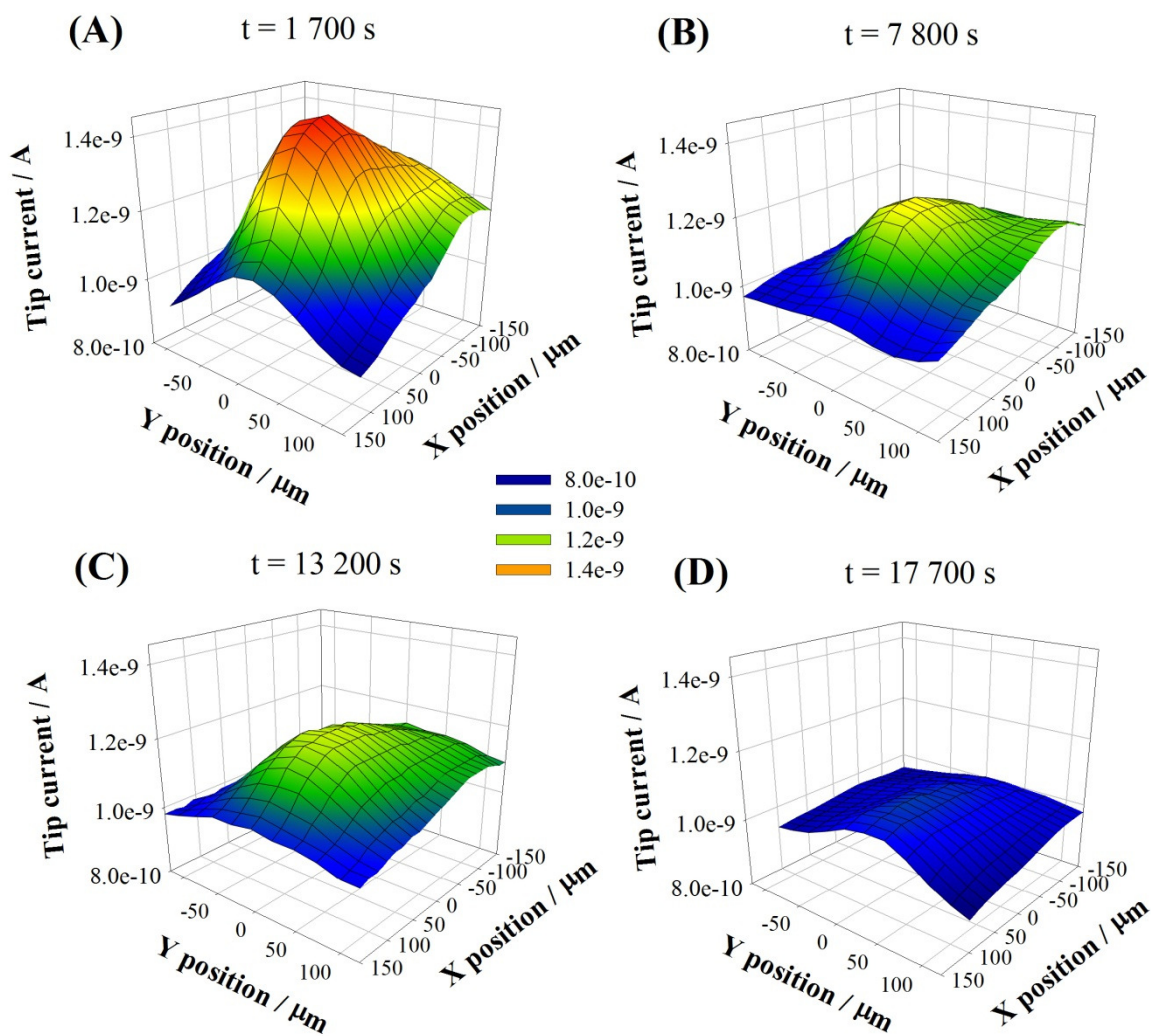 (A)
t = 1 700 s
1.4e-9
1.2e-9
1.0e-9
8.0e-10
Tip current / A
-50
0
50
100
Y position / μm
-150
-100
-50
0
50
100
150
X position / μm
(B)
t = 7 800 s
1.4e-9
1.2e-9
1.0e-9
8.0e-10
Tip current / A
-50
0
50
100
Y position / μm
-150
-100
-50
0
50
100
150
X position / μm
8.0e-10
1.0e-9
1.2e-9
1.4e-9
(C)
t = 13 200 s
1.4e-9
1.2e-9
1.0e-9
8.0e-10
Tip current / A
-50
0
50
100
Y position / μm
-150
-100
-50
0
50
100
150
X position / μm
(D)
t = 17 700 s
1.4e-9
1.2e-9
1.0e-9
8.0e-10
Tip current / A
-50
0
50
100
Y position / μm
-150
-100
-50
0
50
100
150
X position / μm